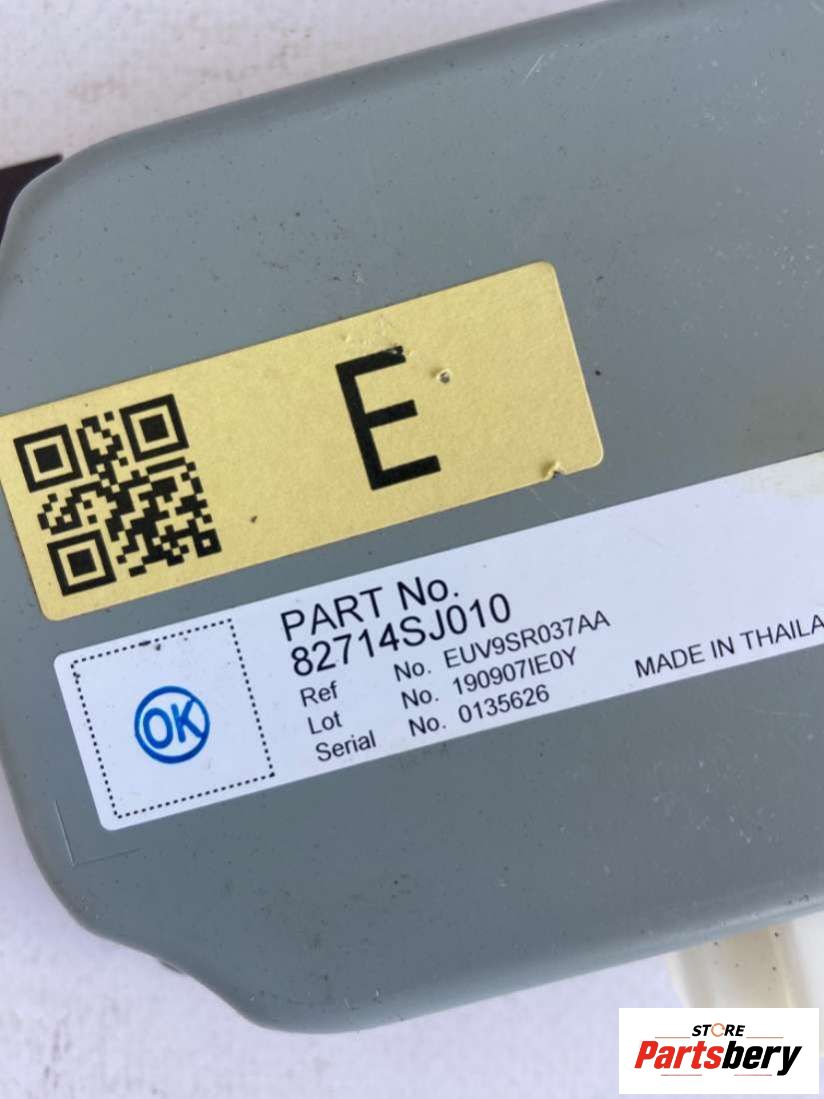 E
PART No.
82714SJ010
Ref No. EUV9SR037AA
Lot No. 190907IE0Y
Serial No. 0135626
MADE IN THAILA
OK
STORE
Partsbery